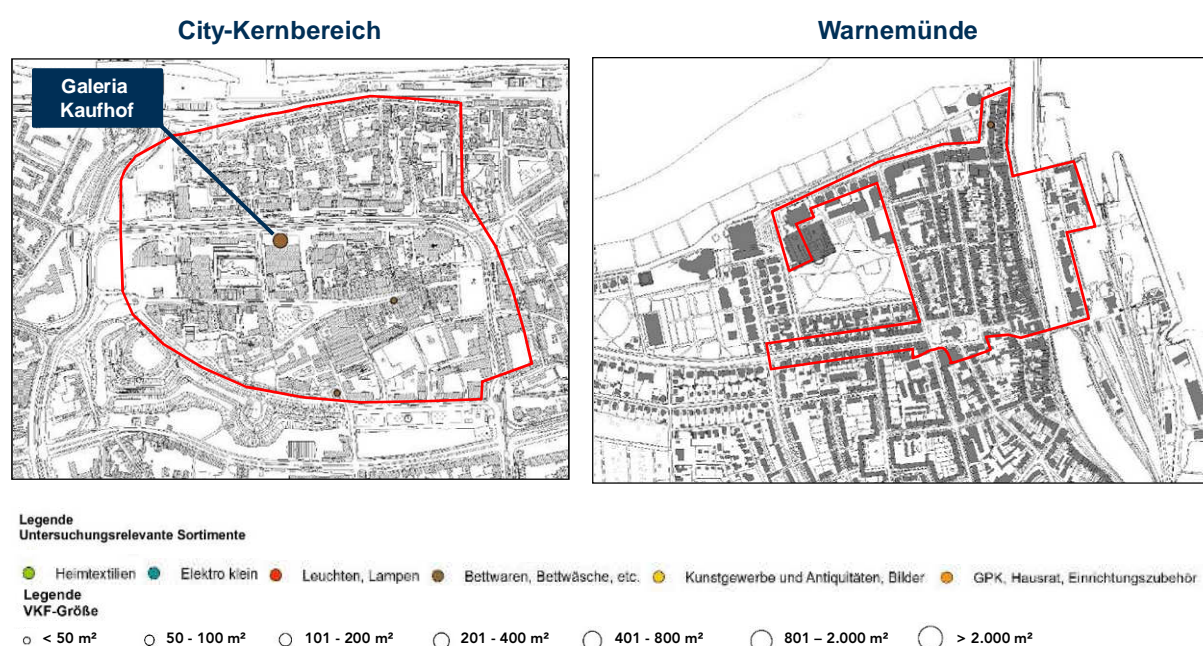 City-Kernbereich
Warnemünde
Galeria
Kaufhof
Legende
Untersuchungsrelevante Sortimente
Heimtextilien Elektro klein Leuchten, Lampen Bettwaren, Bettwäsche, etc. Kunstgewerbe und Antiquitäten, Bilder GPK, Hausrat, Einrichtungszubehör
Legende
VKF-Größe
< 50 m² 50 - 100 m² 101 - 200 m² 201 - 400 m² 401 - 800 m² 801 – 2.000 m² > 2.000 m²